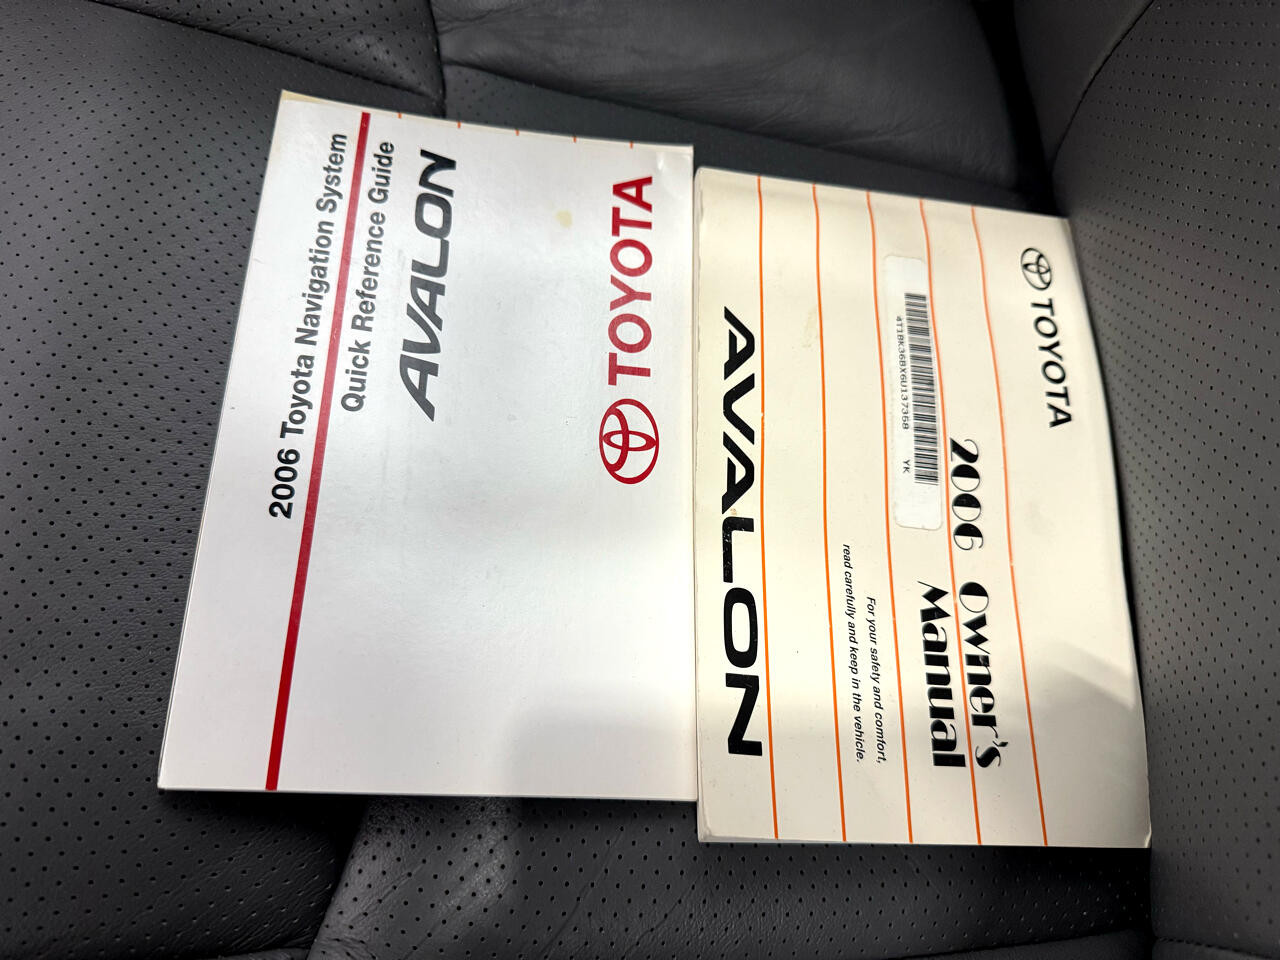 2006 Toyota Navigation System
Quick Reference Guide
AVALON
TOYOTA
TOYOTA
2006 Owner's
Manual
4T1BK36BX6U137368 YK
For your safety and comfort,
read carefully and keep in the vehicle.
AVALON